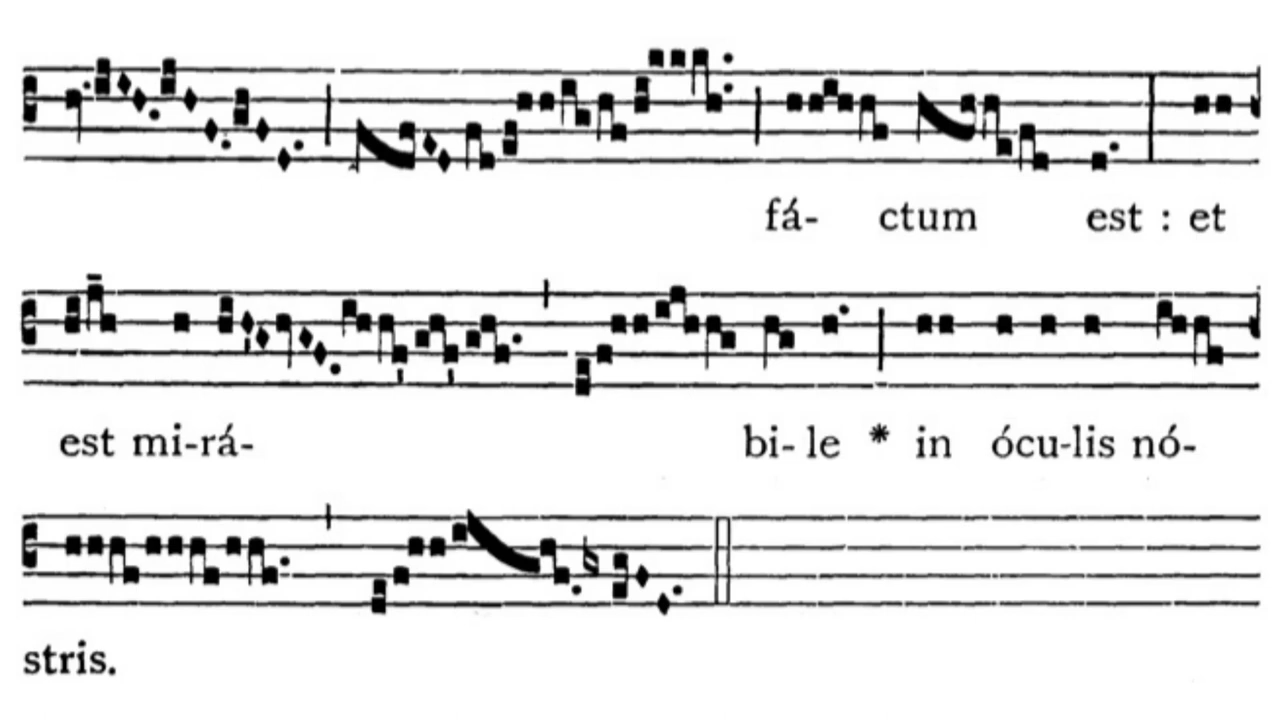 fá- ctum est : et
est mi-rá- bi- le * in ócu-lis nó-
stris.